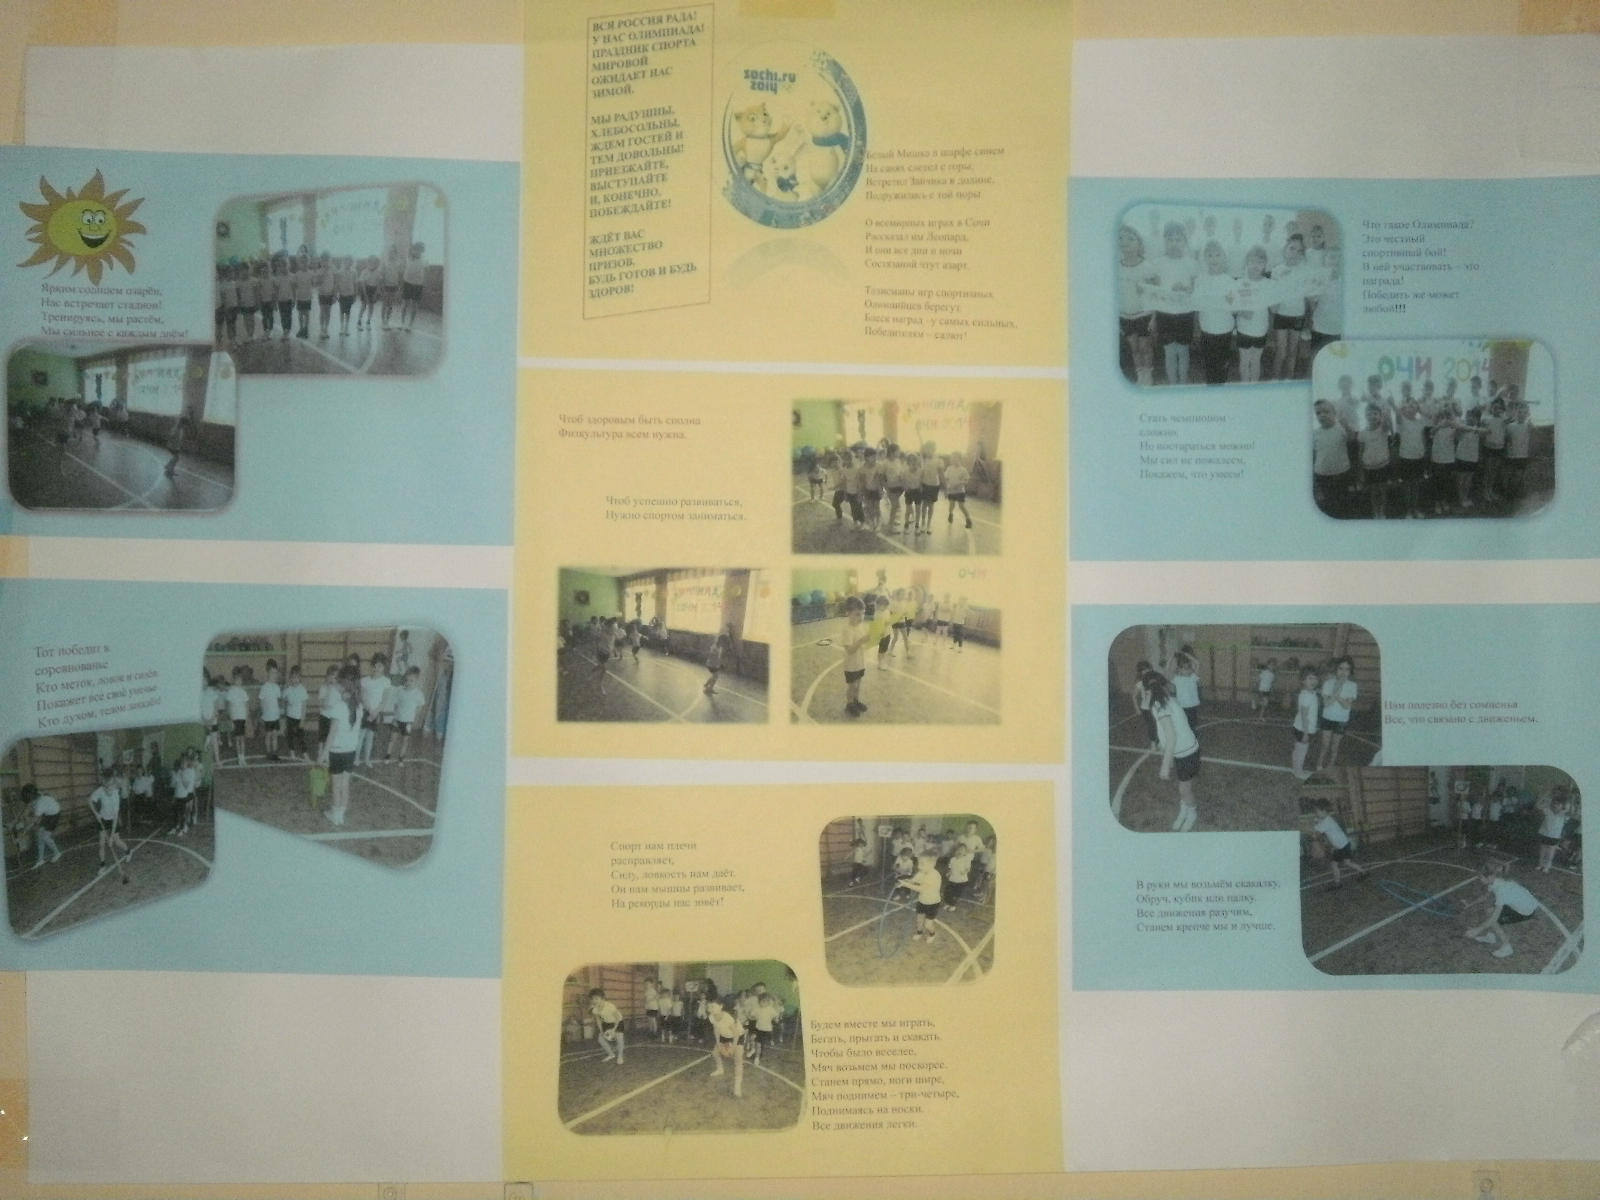 ВСЯ РОССИЯ РАДА!
У НАС ОЛИМПИАДА!
ПРАЗДНИК СПОРТА
МИРОВОЙ
ОЖИДАЕТ НАС
ЗИМОЙ.
МЫ РАДУШНЫ,
ХЛЕБОСОЛЬНЫ,
ЖДЕМ ГОСТЕЙ И
ТЕМ ДОВОЛЬНЫ!
ПРИЕЗЖАЙТЕ,
ВЫСТУПАЙТЕ
И, КОНЕЧНО,
ПОБЕЖДАЙТЕ!
ЖДЁТ ВАС
МНОЖЕСТВО
ПРИЗОВ,
БУДЬ ГОТОВ И БУДЬ
ЗДОРОВ!
sochi.ru
2014
Белый Мишка в шарфе синем
На санях слетел с горы,
Встретил Зайчика в долине,
Подружились с той поры.
О всемирных играх в Сочи
Рассказал им Леопард,
И они все дни и ночи
Состязаний чтут азарт.
Талисманы игр спортивных
Олимпийцев берегут,
Блеск наград -у самых сильных,
Победителям – салют!
Ярким солнцем озарён,
Нас встречает стадион!
Тренируясь, мы растём,
Мы сильнее с каждым днём!
Что такое Олимпиада?
Это честный
спортивный бой!
В ней участвовать – это
награда!
Победить же может
любой!!!
ОЧИ 2014
Стать чемпионом –
сложно,
Но постараться можно!
Мы сил не пожалеем,
Покажем, что умеем!
Чтоб здоровым быть сполна
Физкультура всем нужна.
Чтоб успешно развиваться,
Нужно спортом заниматься.
ОЧИ
Тот победит в
соревнованье
Кто меток, ловок и силён
Покажет все своё уменье
Кто духом, телом закалён!
Нам полезно без сомненья
Все, что связано с движеньем.
В руки мы возьмём скакалку,
Обруч, кубик или палку.
Все движения разучим,
Станем крепче мы и лучше.
Спорт нам плечи
расправляет,
Силу, ловкость нам даёт.
Он нам мышцы развивает,
На рекорды нас зовёт!
Будем вместе мы играть,
Бегать, прыгать и скакать.
Чтобы было веселее,
Мяч возьмем мы поскорее.
Станем прямо, ноги шире,
Мяч поднимем – три-четыре,
Поднимаясь на носки.
Все движения легки.